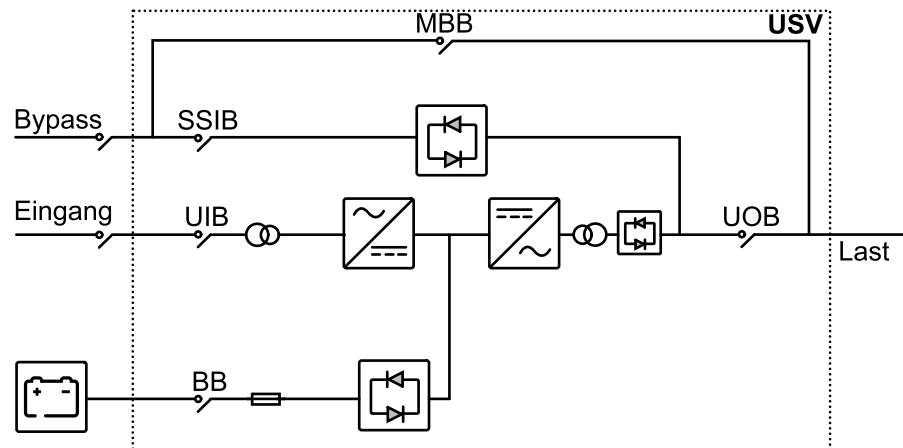 MBB
USV
Bypass
SSIB
Eingang
UIB
UOB
Last
BB